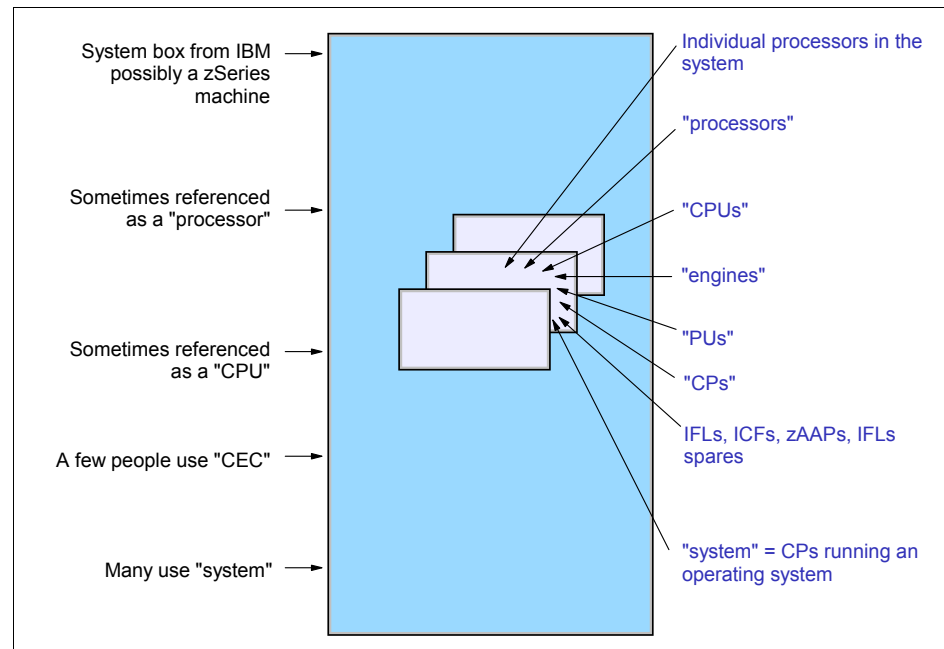 System box from IBM
possibly a zSeries
machine
Sometimes referenced
as a "processor"
Sometimes referenced
as a "CPU"
A few people use "CEC"
Many use "system"
Individual processors in the
system
"processors"
"CPUs"
"engines"
"PUs"
"CPs"
IFLs, ICFs, zAAPs, IFLs
spares
"system" = CPs running an
operating system